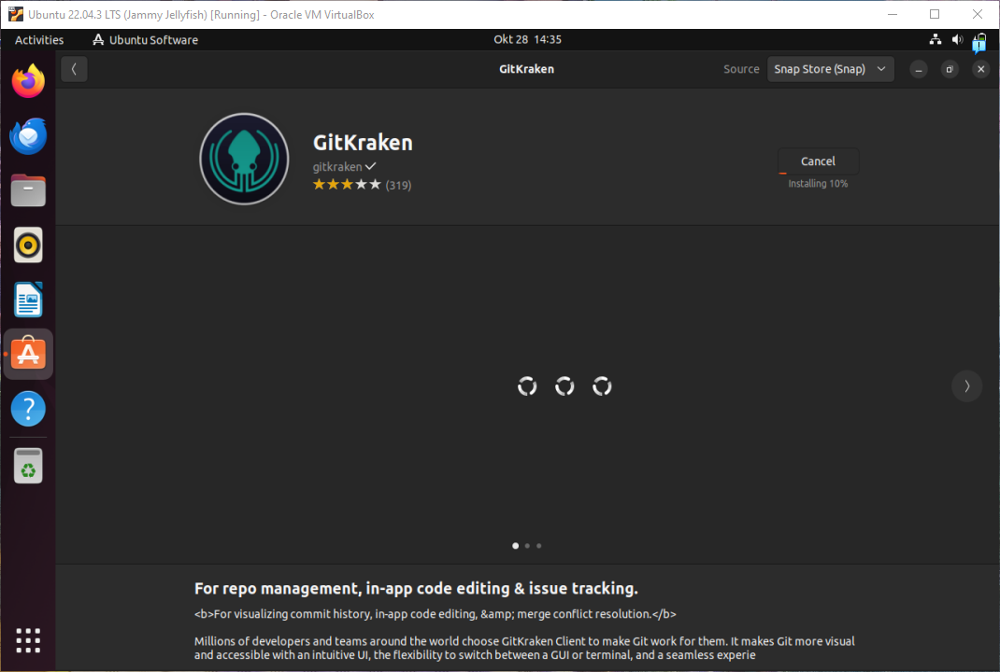 Ubuntu 22.04.3 LTS (Jammy Jellyfish) [Running] - Oracle VM VirtualBox
Activities Ubuntu Software Okt 28 14:35
GitKraken Source Snap Store (Snap)
GitKraken
gitkraken
(319)
Cancel
Installing 10%
For repo management, in-app code editing & issue tracking.
<b>For visualizing commit history, in-app code editing, &amp; merge conflict resolution.</b>
Millions of developers and teams around the world choose GitKraken Client to make Git work for them. It makes Git more visual
and accessible with an intuitive UI, the flexibility to switch between a GUI or terminal, and a seamless experie